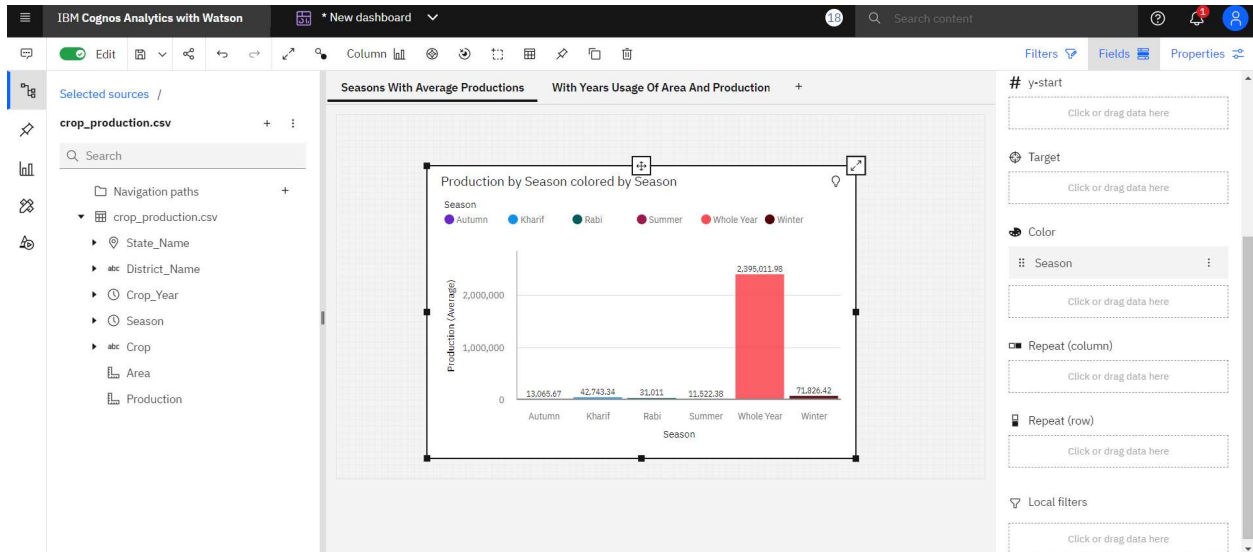 IBM Cognos Analytics with Watson
* New dashboard
18
Search content
1
Edit
Column
Filters
Fields
Properties
Selected sources /
crop_production.csv
Search
Navigation paths
crop_production.csv
State_Name
abc District_Name
Crop_Year
Season
abc Crop
Area
Production
Seasons With Average Productions
With Years Usage Of Area And Production
Production by Season colored by Season
Season
Autumn Kharif Rabi Summer Whole Year Winter
Production (Average)
2,000,000
1,000,000
0
13,065.67 42,743.34 31,011 11,522.38 2,395,011.98 71,826.42
Autumn Kharif Rabi Summer Whole Year Winter
Season
# y-start
Click or drag data here
Target
Click or drag data here
Color
Season
Click or drag data here
Repeat (column)
Click or drag data here
Repeat (row)
Click or drag data here
Local filters
Click or drag data here